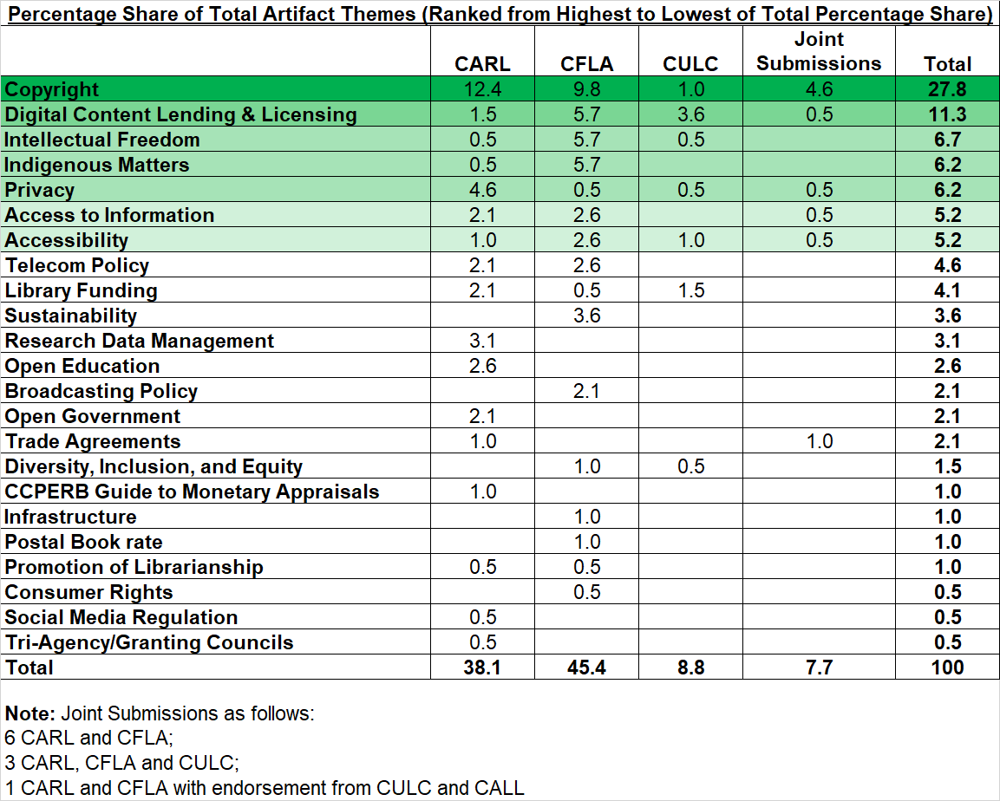 Percentage Share of Total Artifact Themes (Ranked from Highest to Lowest of Total Percentage Share)
CARL CFLA CULC Joint Submissions Total
Copyright 12.4 9.8 1.0 4.6 27.8
Digital Content Lending & Licensing 1.5 5.7 3.6 0.5 11.3
Intellectual Freedom 0.5 5.7 0.5 6.7
Indigenous Matters 0.5 5.7 6.2
Privacy 4.6 0.5 0.5 0.5 6.2
Access to Information 2.1 2.6 0.5 5.2
Accessibility 1.0 2.6 1.0 0.5 5.2
Telecom Policy 2.1 2.6 4.6
Library Funding 2.1 0.5 1.5 4.1
Sustainability 3.6 3.6
Research Data Management 3.1 3.1
Open Education 2.6 2.6
Broadcasting Policy 2.1 2.1
Open Government 2.1 2.1
Trade Agreements 1.0 1.0 2.1
Diversity, Inclusion, and Equity 1.0 0.5 1.5
CCPERB Guide to Monetary Appraisals 1.0 1.0
Infrastructure 1.0 1.0
Postal Book rate 1.0 1.0
Promotion of Librarianship 0.5 0.5 1.0
Consumer Rights 0.5 0.5
Social Media Regulation 0.5 0.5
Tri-Agency/Granting Councils 0.5 0.5
Total 38.1 45.4 8.8 7.7 100
Note: Joint Submissions as follows:
6 CARL and CFLA;
3 CARL, CFLA and CULC;
1 CARL and CFLA with endorsement from CULC and CALL